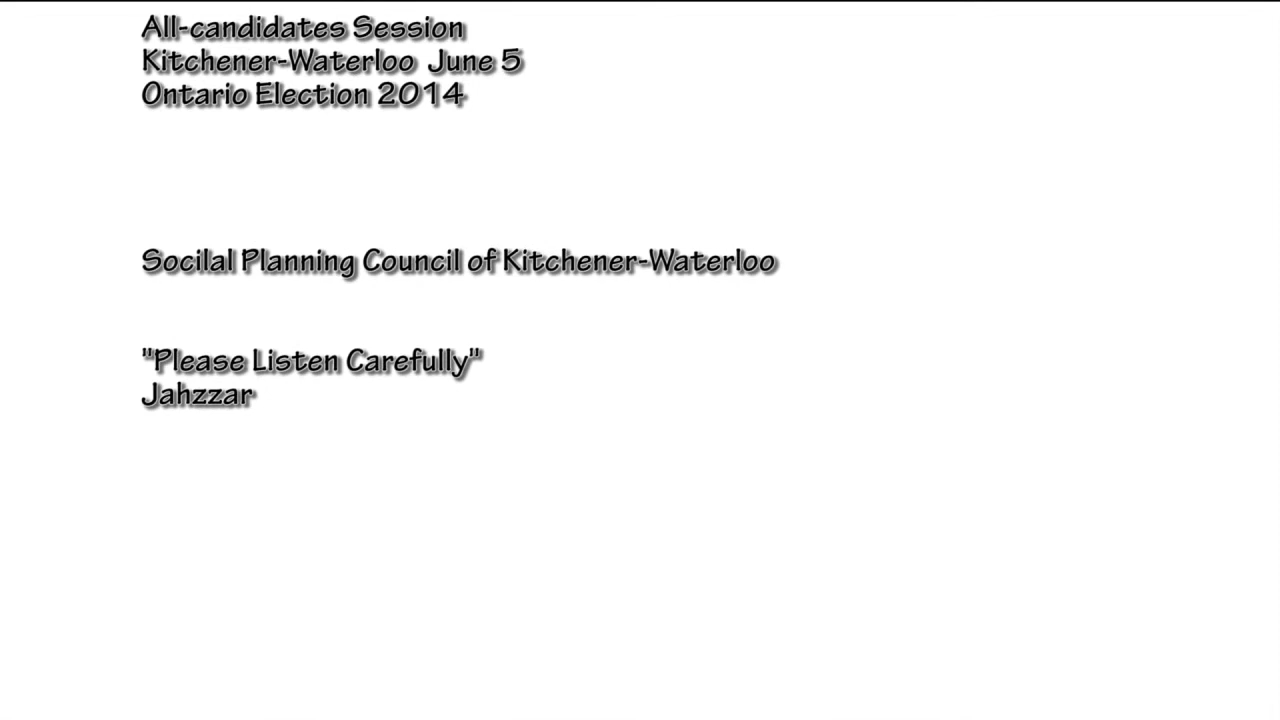 All-candidates Session
Kitchener-Waterloo  June 5
Ontario Election 2014
Socilal Planning Council of Kitchener-Waterloo
"Please Listen Carefully"
Jahzzar